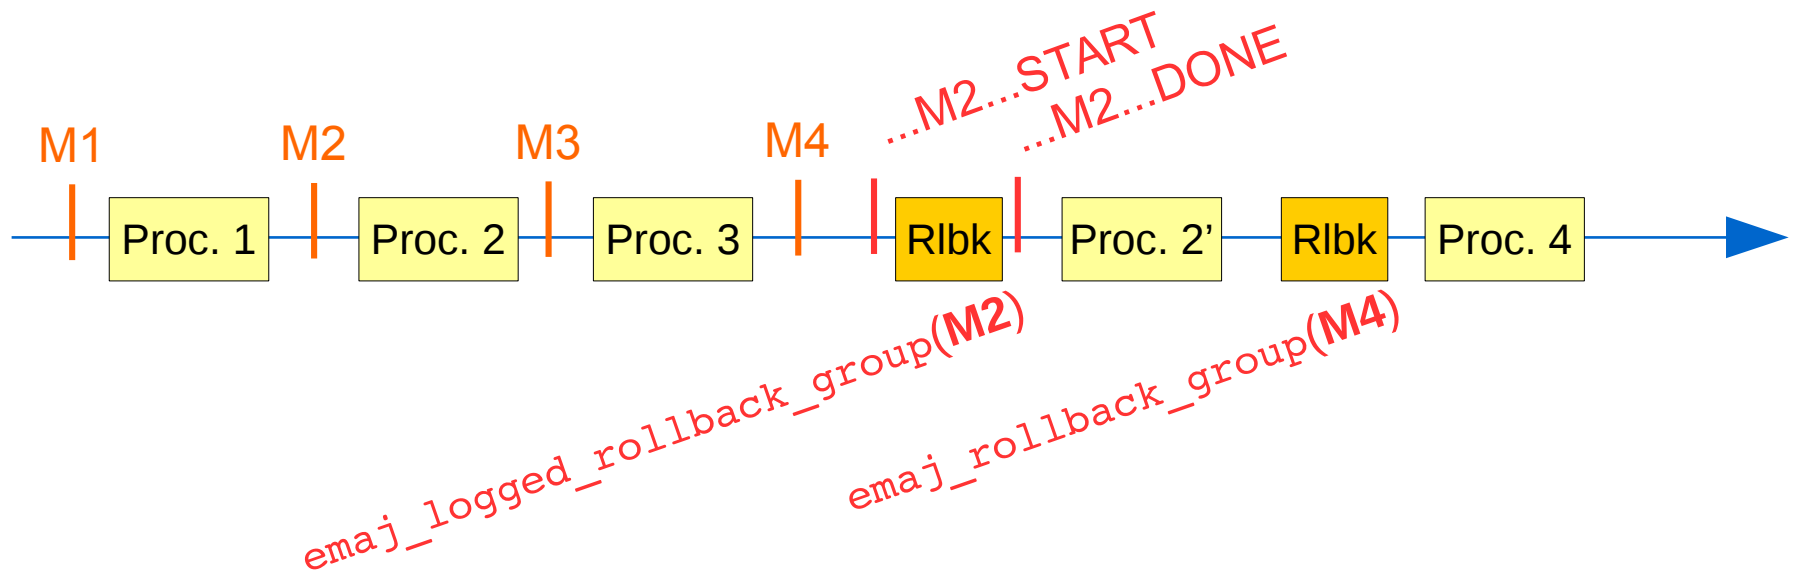 ...M2...START
...M2...DONE
M1
M2
M3
M4
Proc. 1
Proc. 2
Proc. 3
Rlbk
Proc. 2’
Rlbk
Proc. 4
emaj_logged_rollback_group(M2)
emaj_rollback_group(M4)